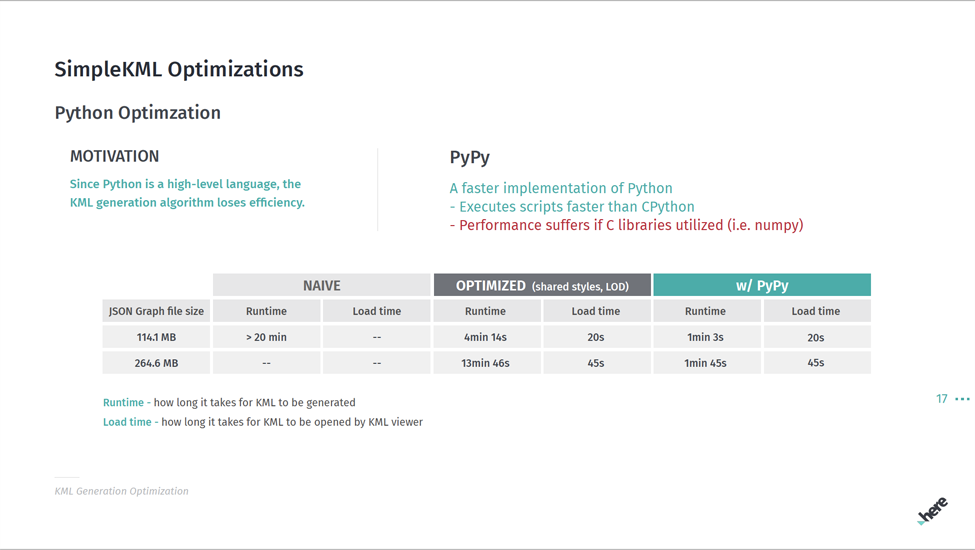 SimpleKML Optimizations
Python Optimzation
MOTIVATION
Since Python is a high-level language, the
KML generation algorithm loses efficiency.
PyPy
A faster implementation of Python
- Executes scripts faster than CPython
- Performance suffers if C libraries utilized (i.e. numpy)
NAIVE OPTIMIZED (shared styles, LOD) w/ PyPy
JSON Graph file size Runtime Load time Runtime Load time Runtime Load time
114.1 MB > 20 min -- 4min 14s 20s 1min 3s 20s
264.6 MB -- -- 13min 46s 45s 1min 45s 45s
Runtime - how long it takes for KML to be generated
Load time - how long it takes for KML to be opened by KML viewer
17
KML Generation Optimization
here